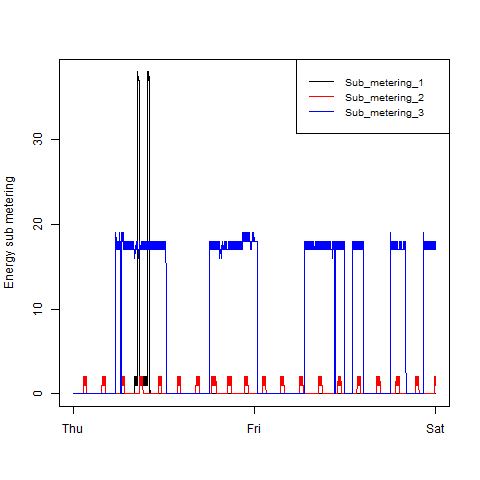 Sub_metering_1
Sub_metering_2
Sub_metering_3
Energy sub metering
30
20
10
0
Thu
Fri
Sat